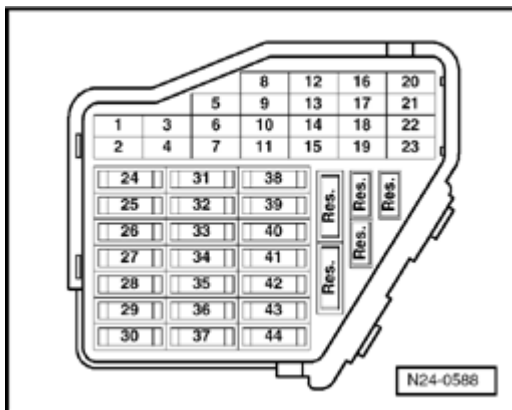 8 12 16 20
5 9 13 17 21
1 3 6 10 14 18 22
2 4 7 11 15 19 23
24 31 38
25 32 39
26 33 40
27 34 41
28 35 42
29 36 43
30 37 44
Res.
Res.
Res.
Res.
Res.
N24-0588